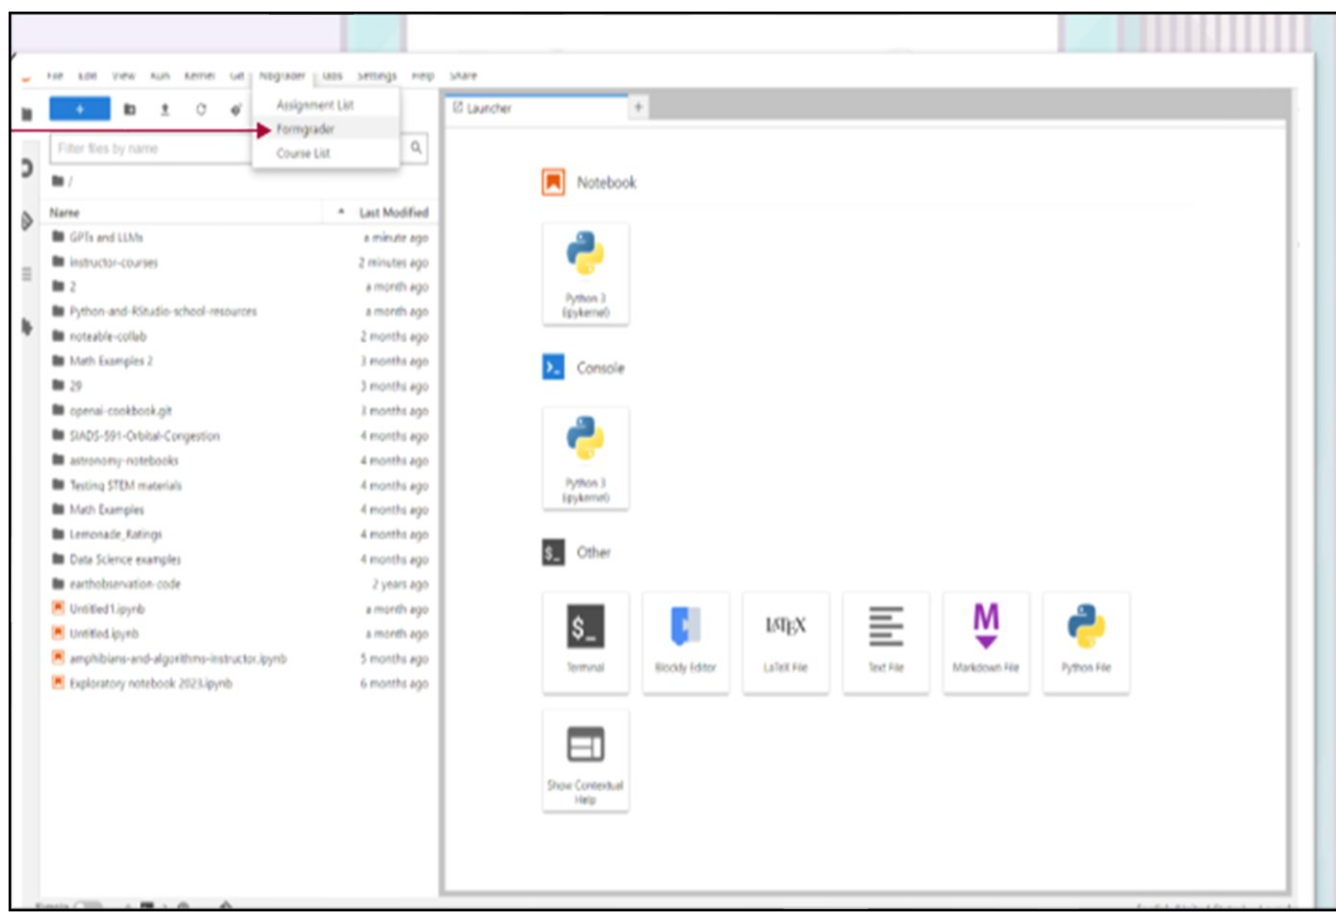 File Edit View Run Kernel Git Nbgrader Tabs Settings Help Share
Assignment List
Formgrader
Course List
Filter files by name
/
Name Last Modified
GPTs and LLMs a minute ago
instructor-courses 2 minutes ago
2 a month ago
Python-and-RStudio-school-resources a month ago
noteable-collab 2 months ago
Math Examples 2 3 months ago
29 3 months ago
openai-cookbook.git 3 months ago
SIADS-591-Orbital-Congestion 4 months ago
astronomy-notebooks 4 months ago
Testing STEM materials 4 months ago
Math Examples 4 months ago
Lemonade_Ratings 4 months ago
Data Science examples 4 months ago
earthobservation-code 2 years ago
Untitled1.ipynb a month ago
Untitled.ipynb a month ago
amphibians-and-algorithms-instructor.ipynb 5 months ago
Exploratory notebook 2023.ipynb 6 months ago
Launcher +
Notebook
Python 3
(ipykernel)
>_ Console
Python 3
(ipykernel)
$_ Other
$_ LATEX M
Terminal Blockly Editor LaTeX File Text File Markdown File Python File
Show Contextual
Help